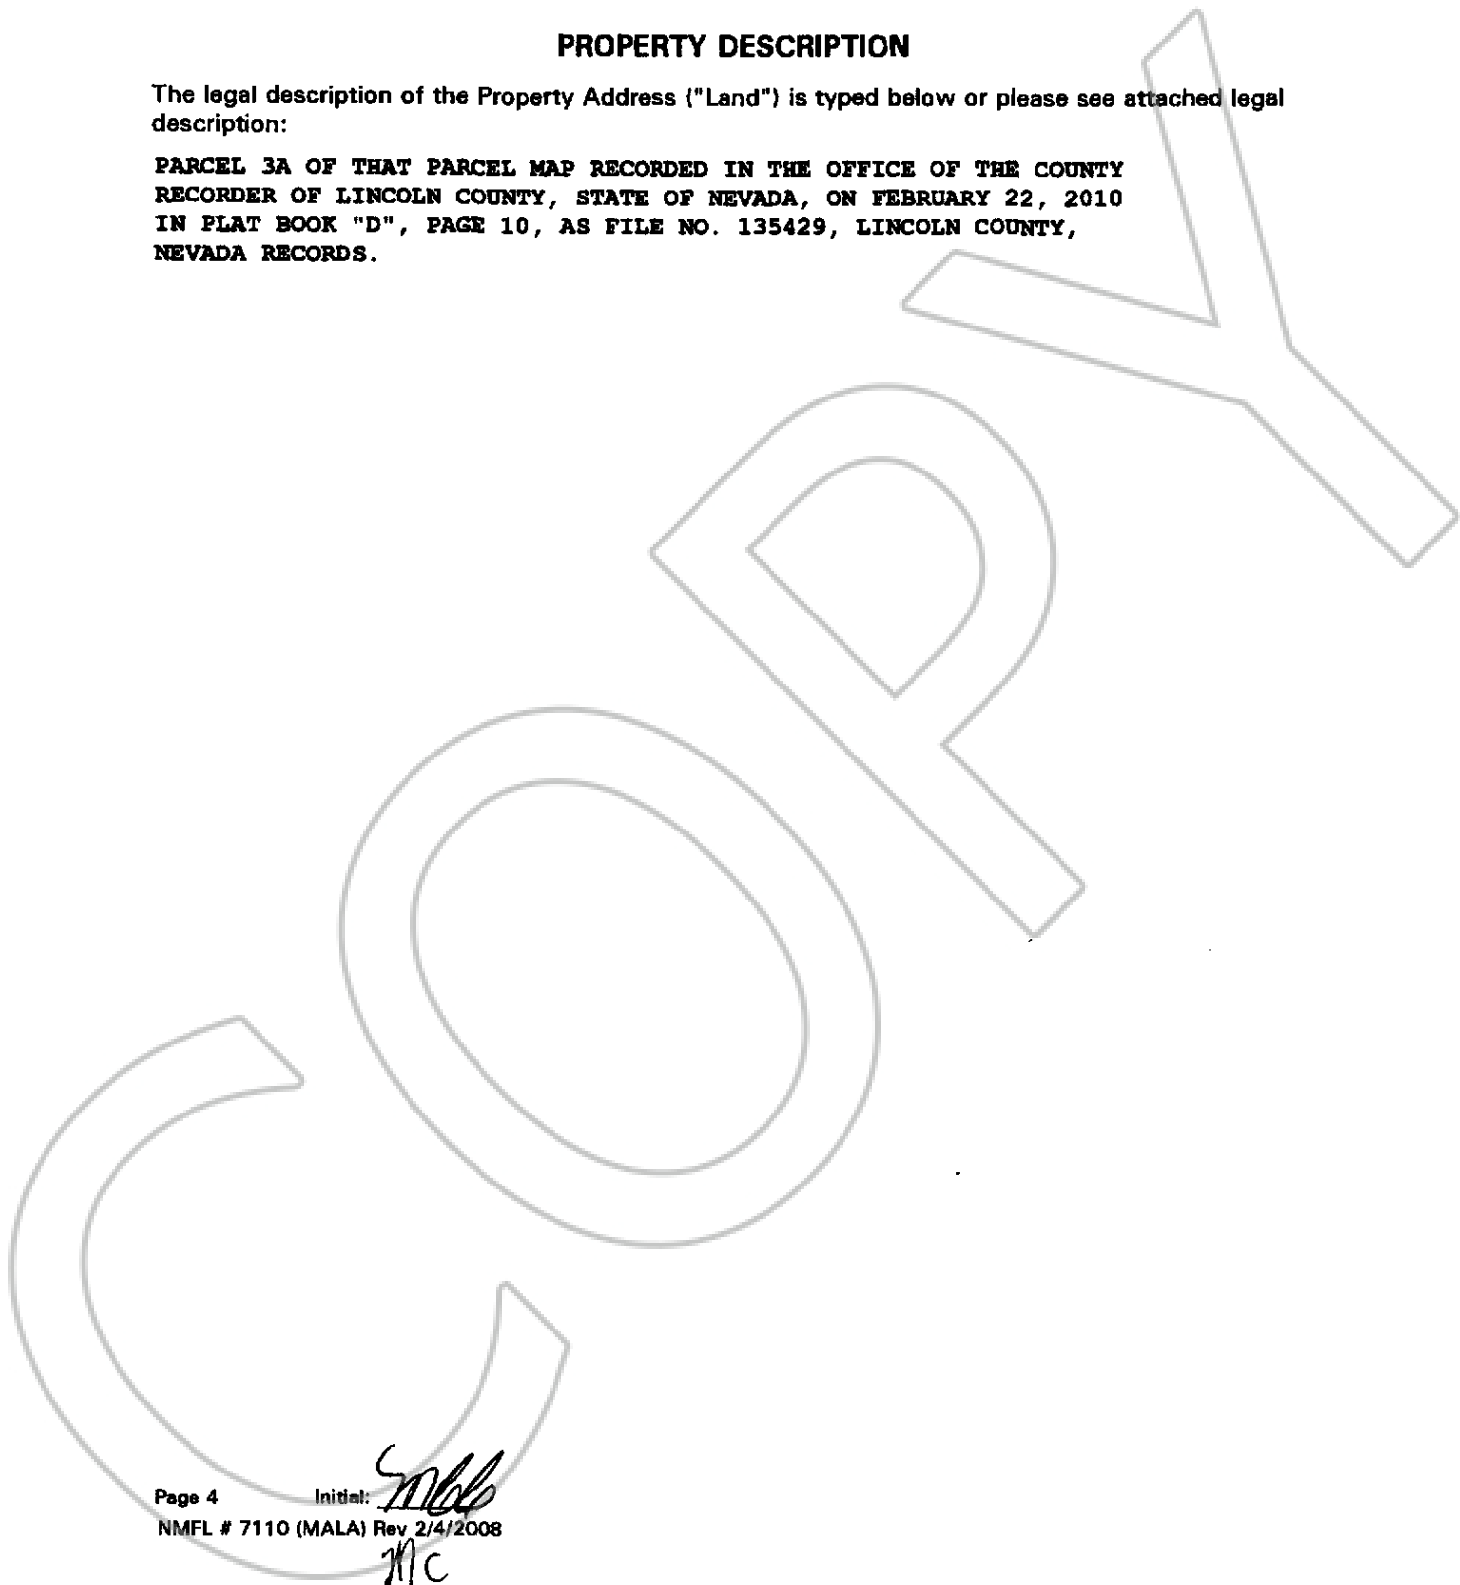 PROPERTY DESCRIPTION
The legal description of the Property Address ("Land") is typed below or please see attached legal
description:
PARCEL 3A OF THAT PARCEL MAP RECORDED IN THE OFFICE OF THE COUNTY
RECORDER OF LINCOLN COUNTY, STATE OF NEVADA, ON FEBRUARY 22, 2010
IN PLAT BOOK "D", PAGE 10, AS FILE NO. 135429, LINCOLN COUNTY,
NEVADA RECORDS.
COPY
Page 4 Initial:
NMFL # 7110 (MALA) Rev 2/4/2008
MC